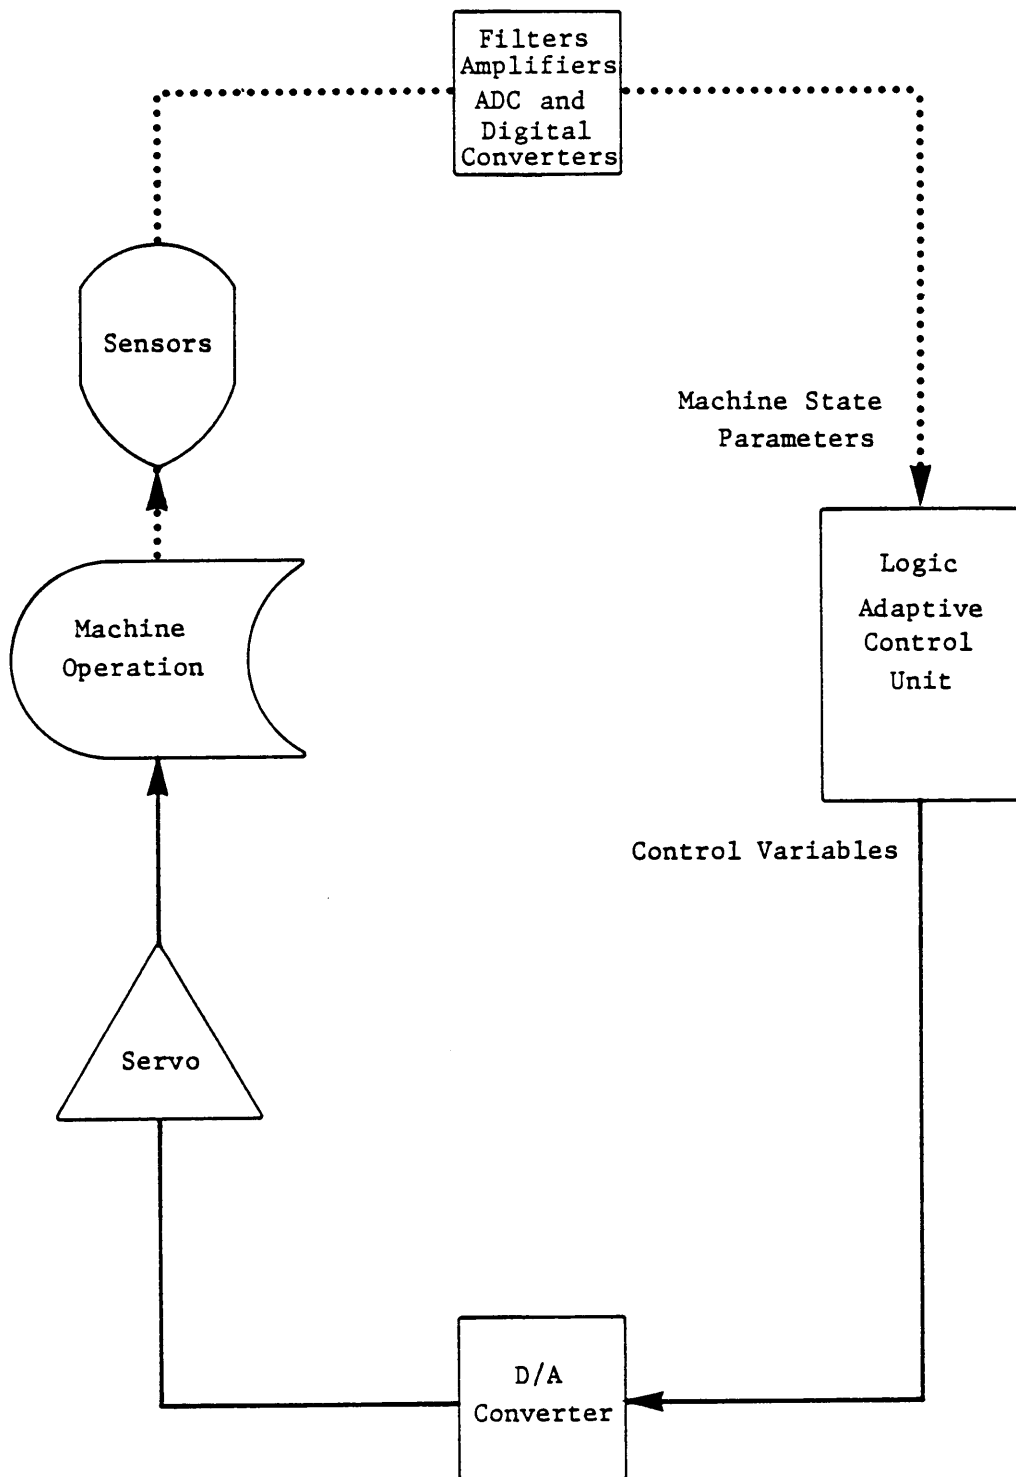 Filters
Amplifiers
ADC and
Digital
Converters
Sensors
Machine State
Parameters
Machine
Operation
Logic
Adaptive
Control
Unit
Control Variables
Servo
D/A
Converter